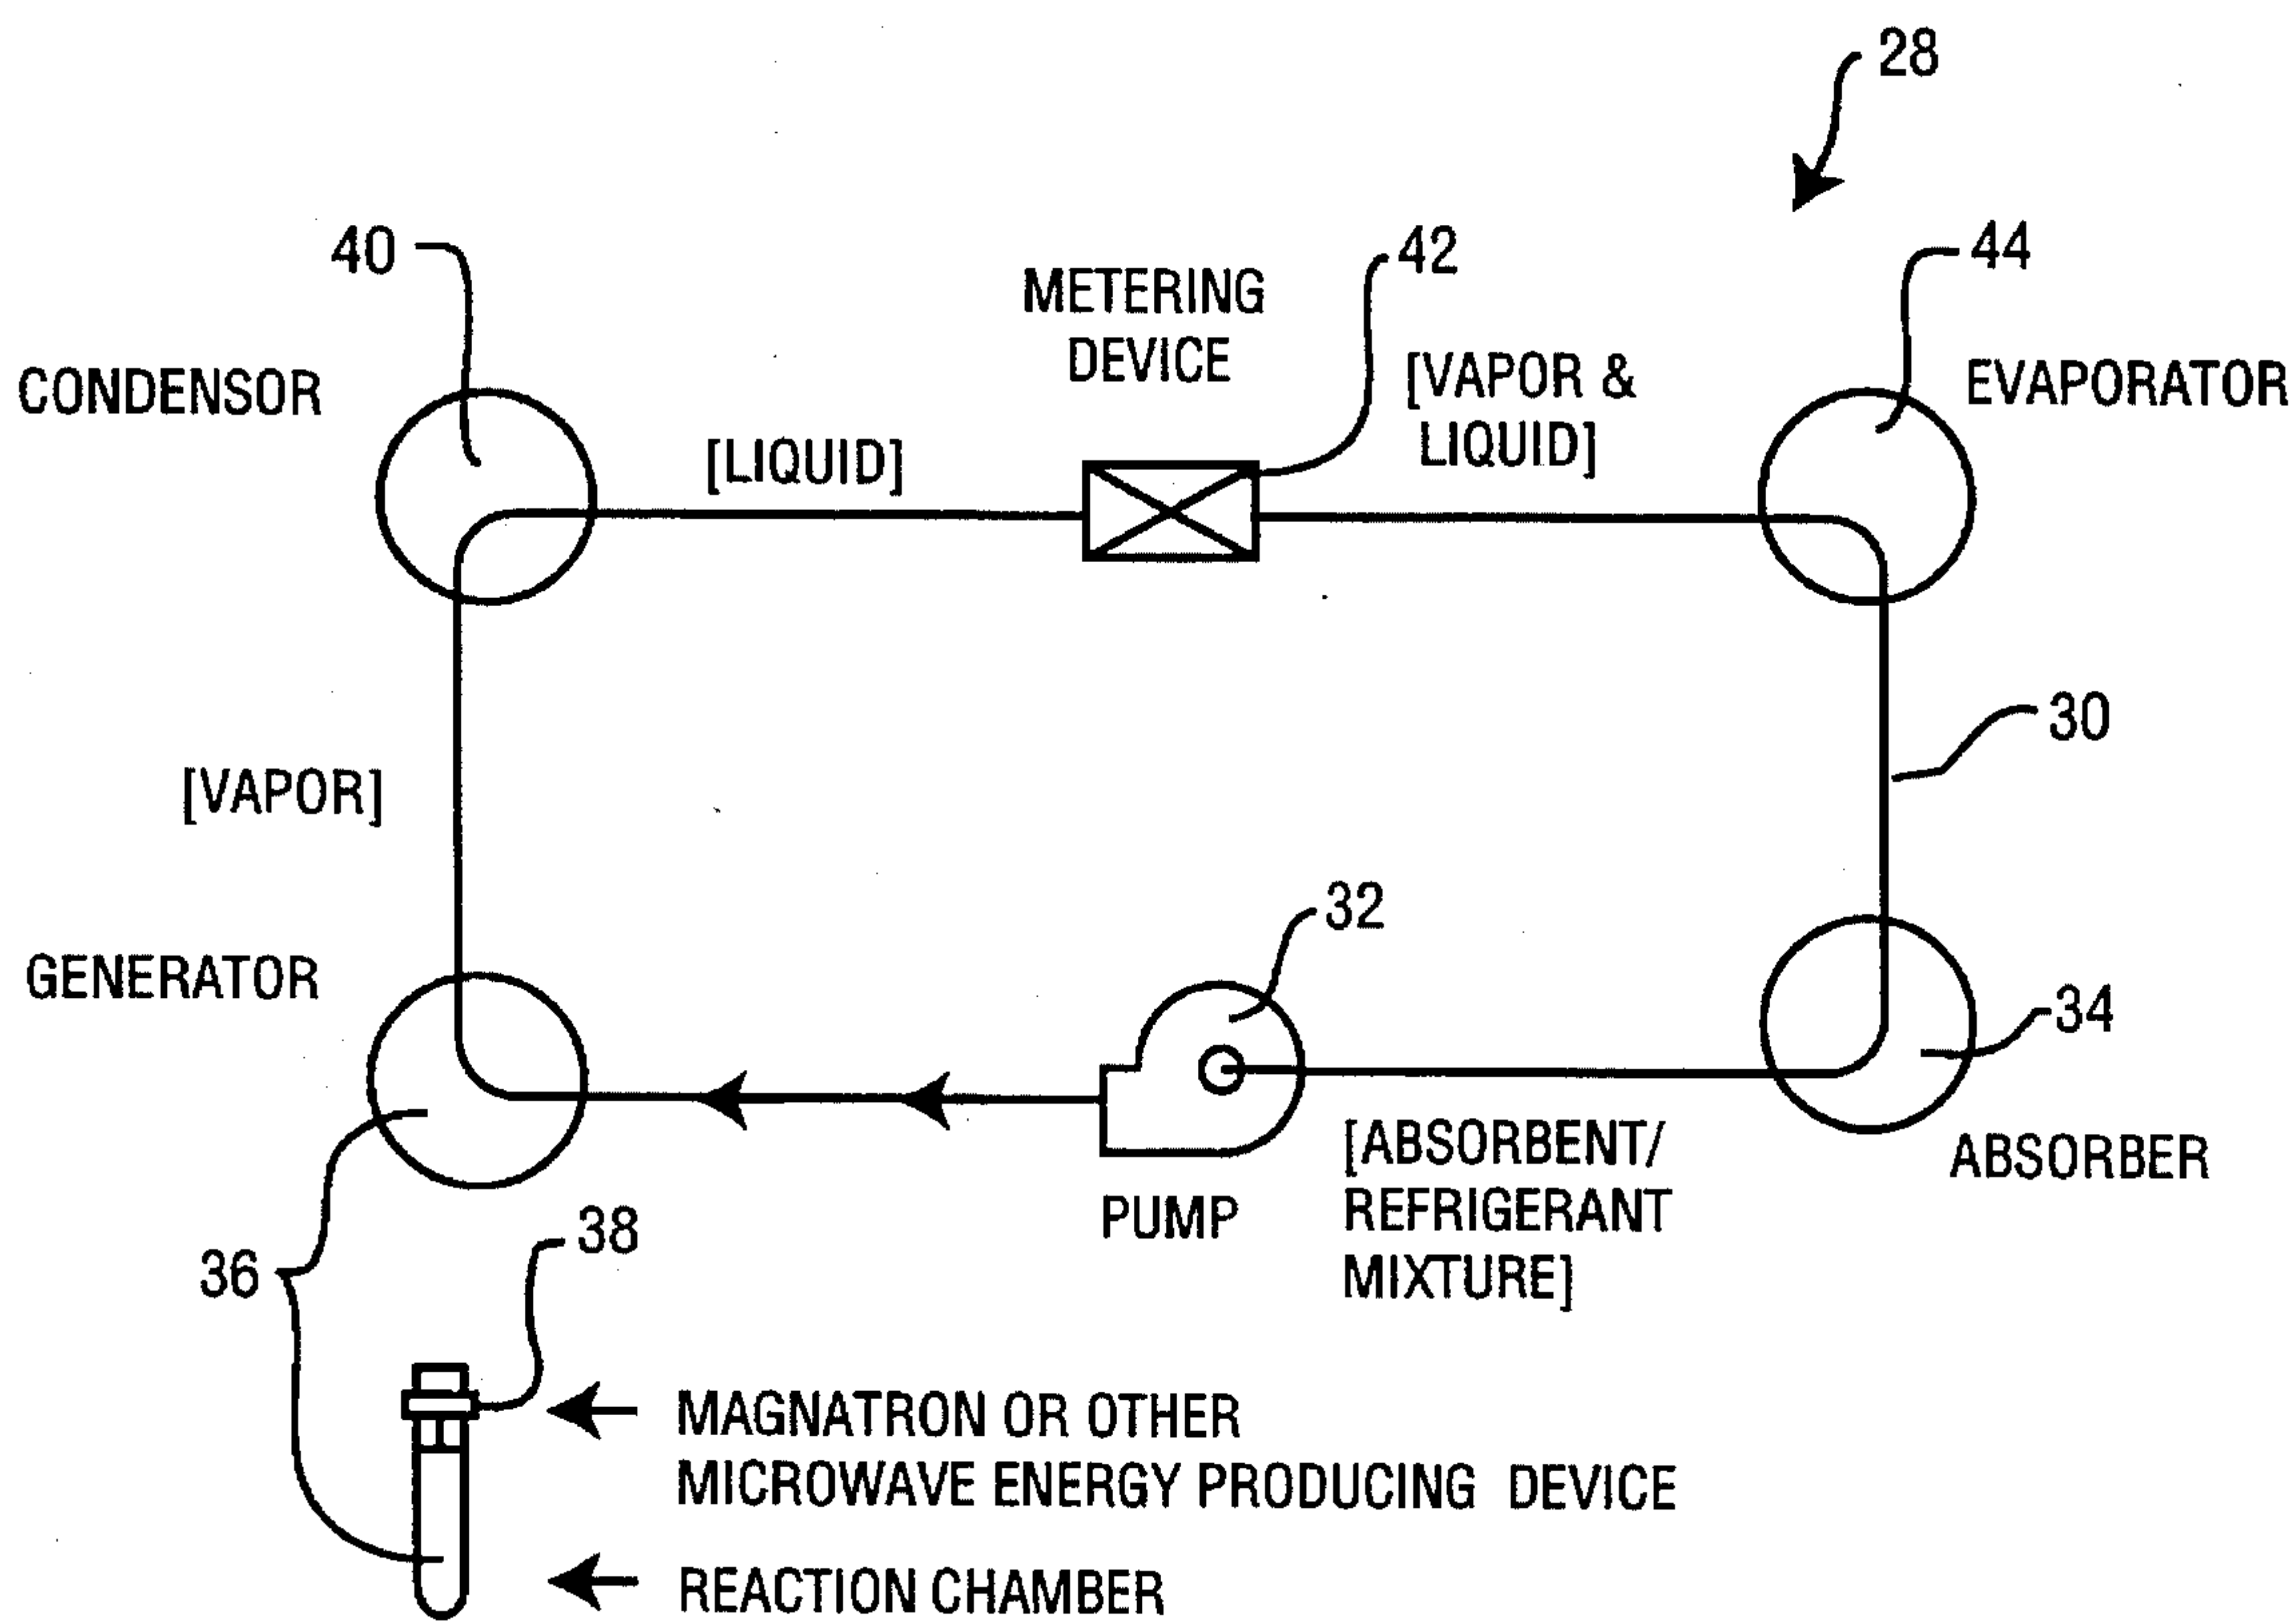 28
40
42
44
METERING
DEVICE
[VAPOR &
LIQUID]
CONDENSOR
EVAPORATOR
[LIQUID]
30
[VAPOR]
32
GENERATOR
34
[ABSORBENT/
REFRIGERANT
MIXTURE]
ABSORBER
PUMP
38
36
MAGNATRON OR OTHER
MICROWAVE ENERGY PRODUCING DEVICE
REACTION CHAMBER